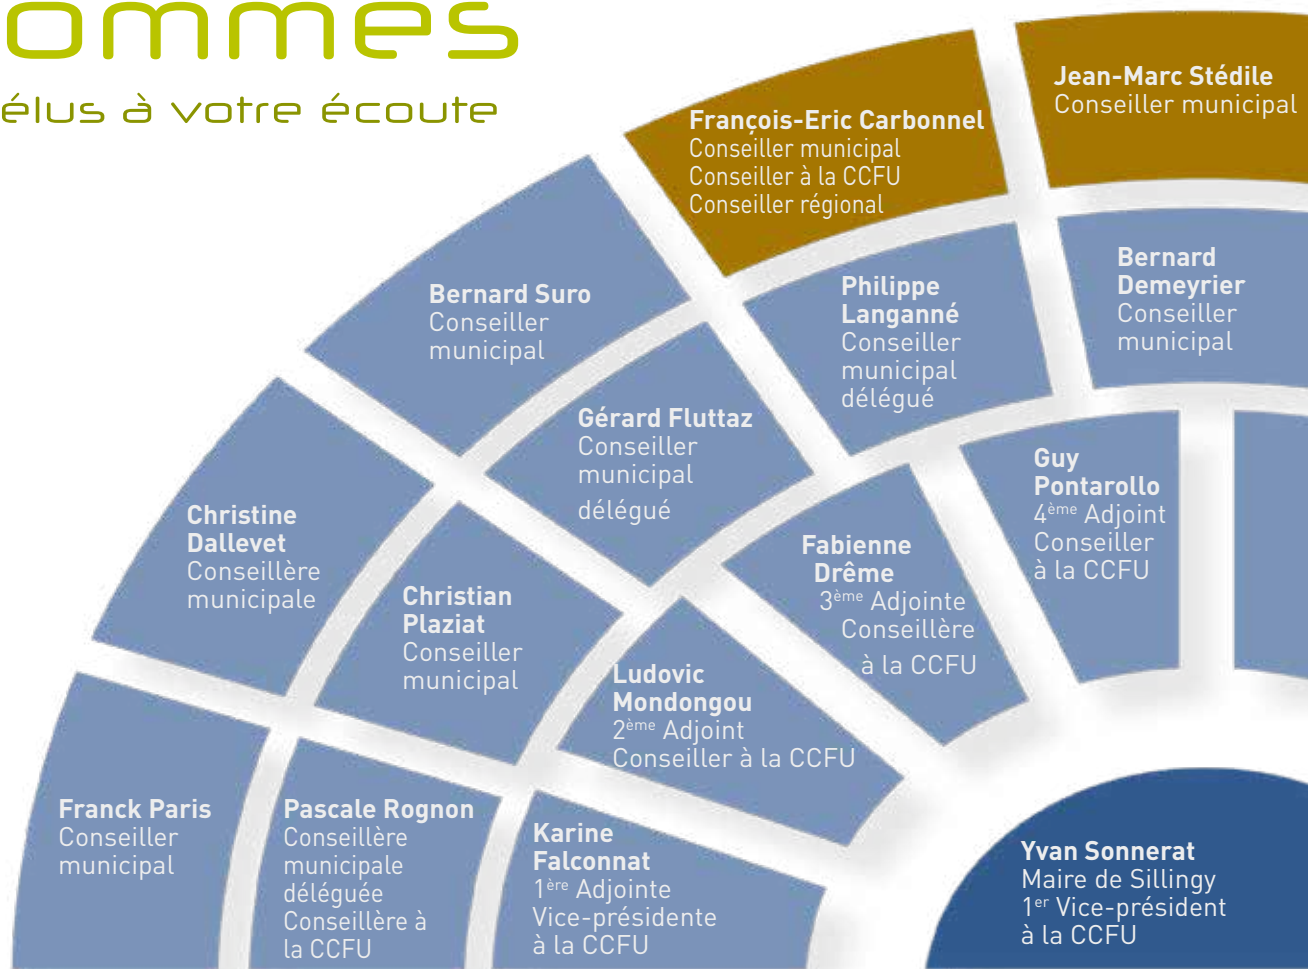 ommes
élus à votre écoute
Jean-Marc Stédile
Conseiller municipal
François-Eric Carbonnel
Conseiller municipal
Conseiller à la CCFU
Conseiller régional
Bernard Suro
Conseiller
municipal
Philippe
Langanné
Conseiller
municipal
délégué
Bernard
Demeyrier
Conseiller
municipal
Gérard Fluttaz
Conseiller
municipal
délégué
Christine
Dallevet
Conseillère
municipale
Christian
Plaziat
Conseiller
municipal
Fabienne
Drême
3ème Adjointe
Conseillère
à la CCFU
Guy
Pontarollo
4ème Adjoint
Conseiller
à la CCFU
Ludovic
Mondongou
2ème Adjoint
Conseiller à la CCFU
Franck Paris
Conseiller
municipal
Pascale Rognon
Conseillère
municipale
déléguée
Conseillère à
la CCFU
Karine
Falconnat
1ère Adjointe
Vice-présidente
à la CCFU
Yvan Sonnerat
Maire de Sillingy
1er Vice-président
à la CCFU